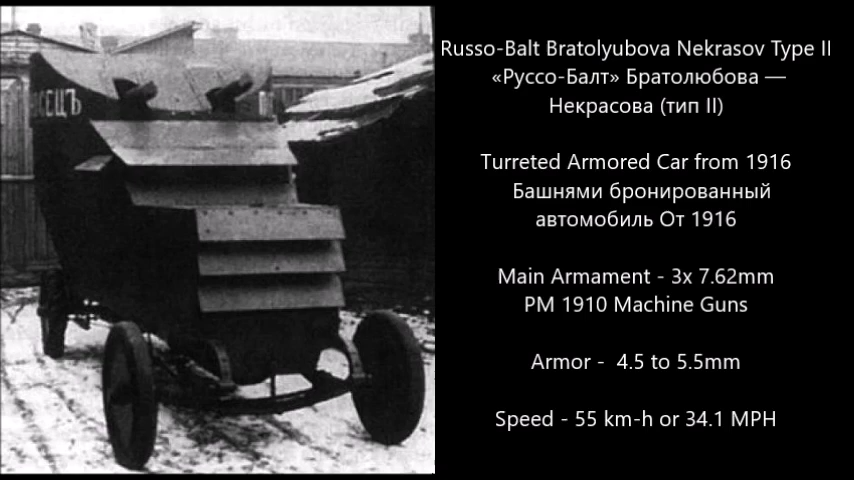 СЕЦЪ
Russo-Balt Bratolyubova Nekrasov Type II
«Руссо-Балт» Братолюбова —
Некрасова (тип II)
Turreted Armored Car from 1916
Башнями бронированный
автомобиль От 1916
Main Armament - 3x 7.62mm
PM 1910 Machine Guns
Armor -  4.5 to 5.5mm
Speed - 55 km-h or 34.1 MPH